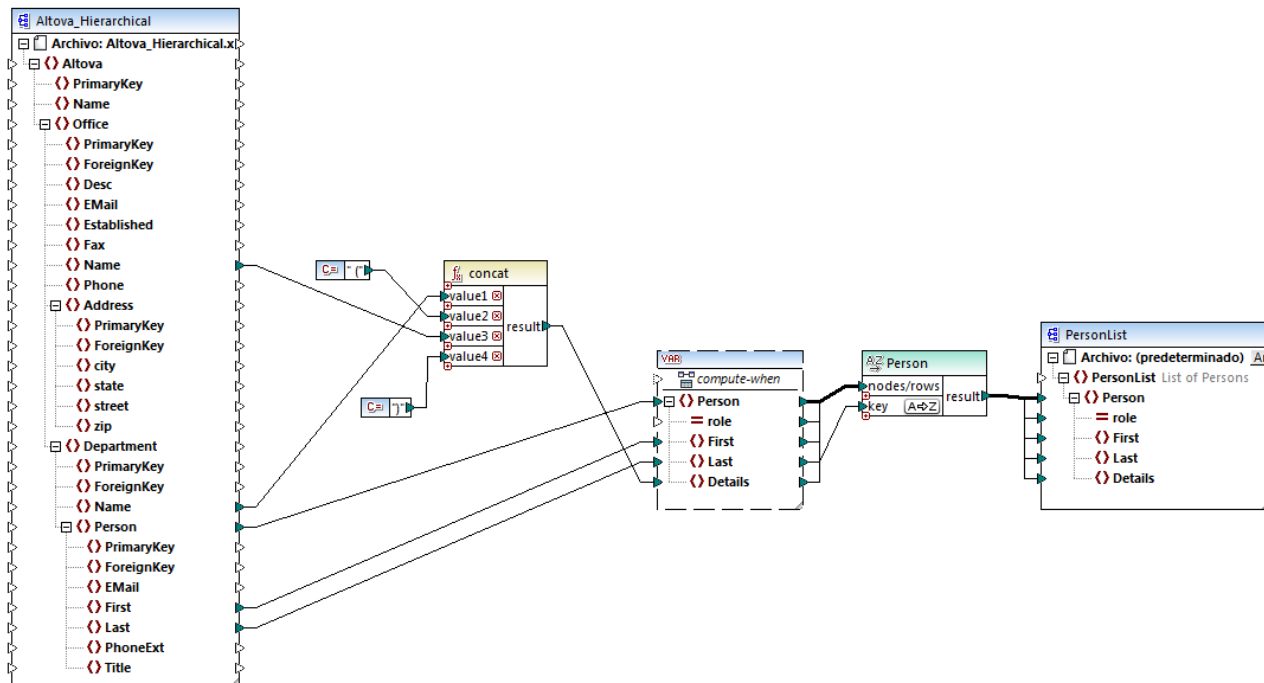 Altova_Hierarchical
Archivo: Altova_Hierarchical.x
Altova
PrimaryKey
Name
Office
PrimaryKey
ForeignKey
Desc
EMail
Established
Fax
Name
Phone
Address
PrimaryKey
ForeignKey
city
state
street
zip
Department
PrimaryKey
ForeignKey
Name
Person
PrimaryKey
ForeignKey
EMail
First
Last
PhoneExt
Title
C= " ("
C= ")"
concat
value1
value2
value3
value4
result
VAR
compute-when
Person
role
First
Last
Details
Person
nodes/rows
key A⇨Z
result
PersonList
Archivo: (predeterminado)
PersonList List of Persons
Person
role
First
Last
Details